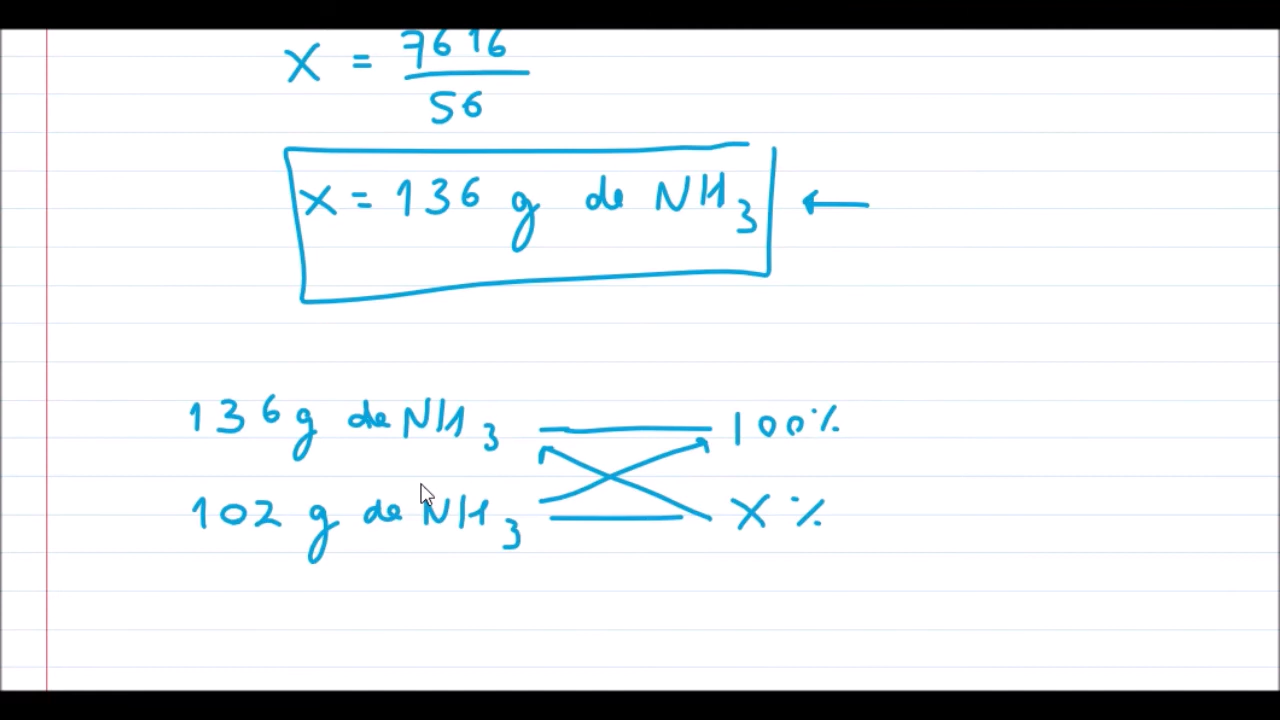 X = 7616
56
X = 136 g de NH3
136 g de NH3 100%
102 g de NH3 X %